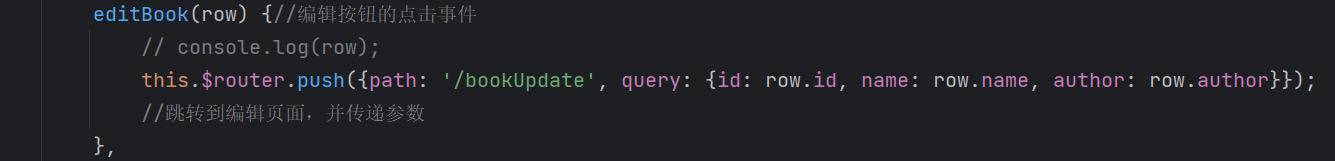 editBook(row) {//编辑按钮的点击事件
// console.log(row);
this.$router.push({path: '/bookUpdate', query: {id: row.id, name: row.name, author: row.author}});
//跳转到编辑页面，并传递参数
},